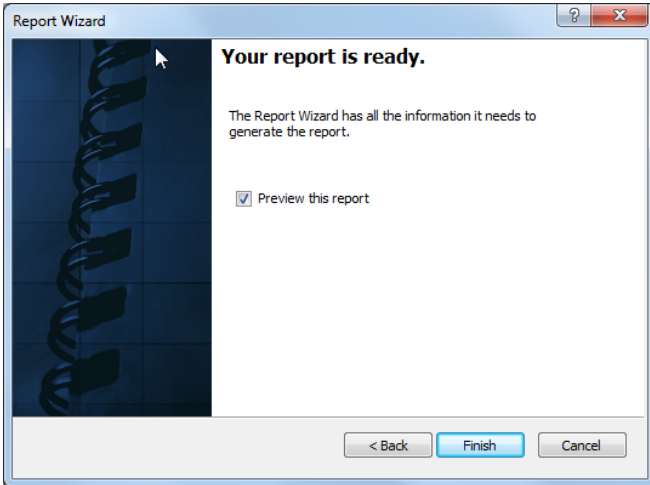 Report Wizard
?
Your report is ready.
The Report Wizard has all the information it needs to
generate the report.
Preview this report
< Back
Finish
Cancel